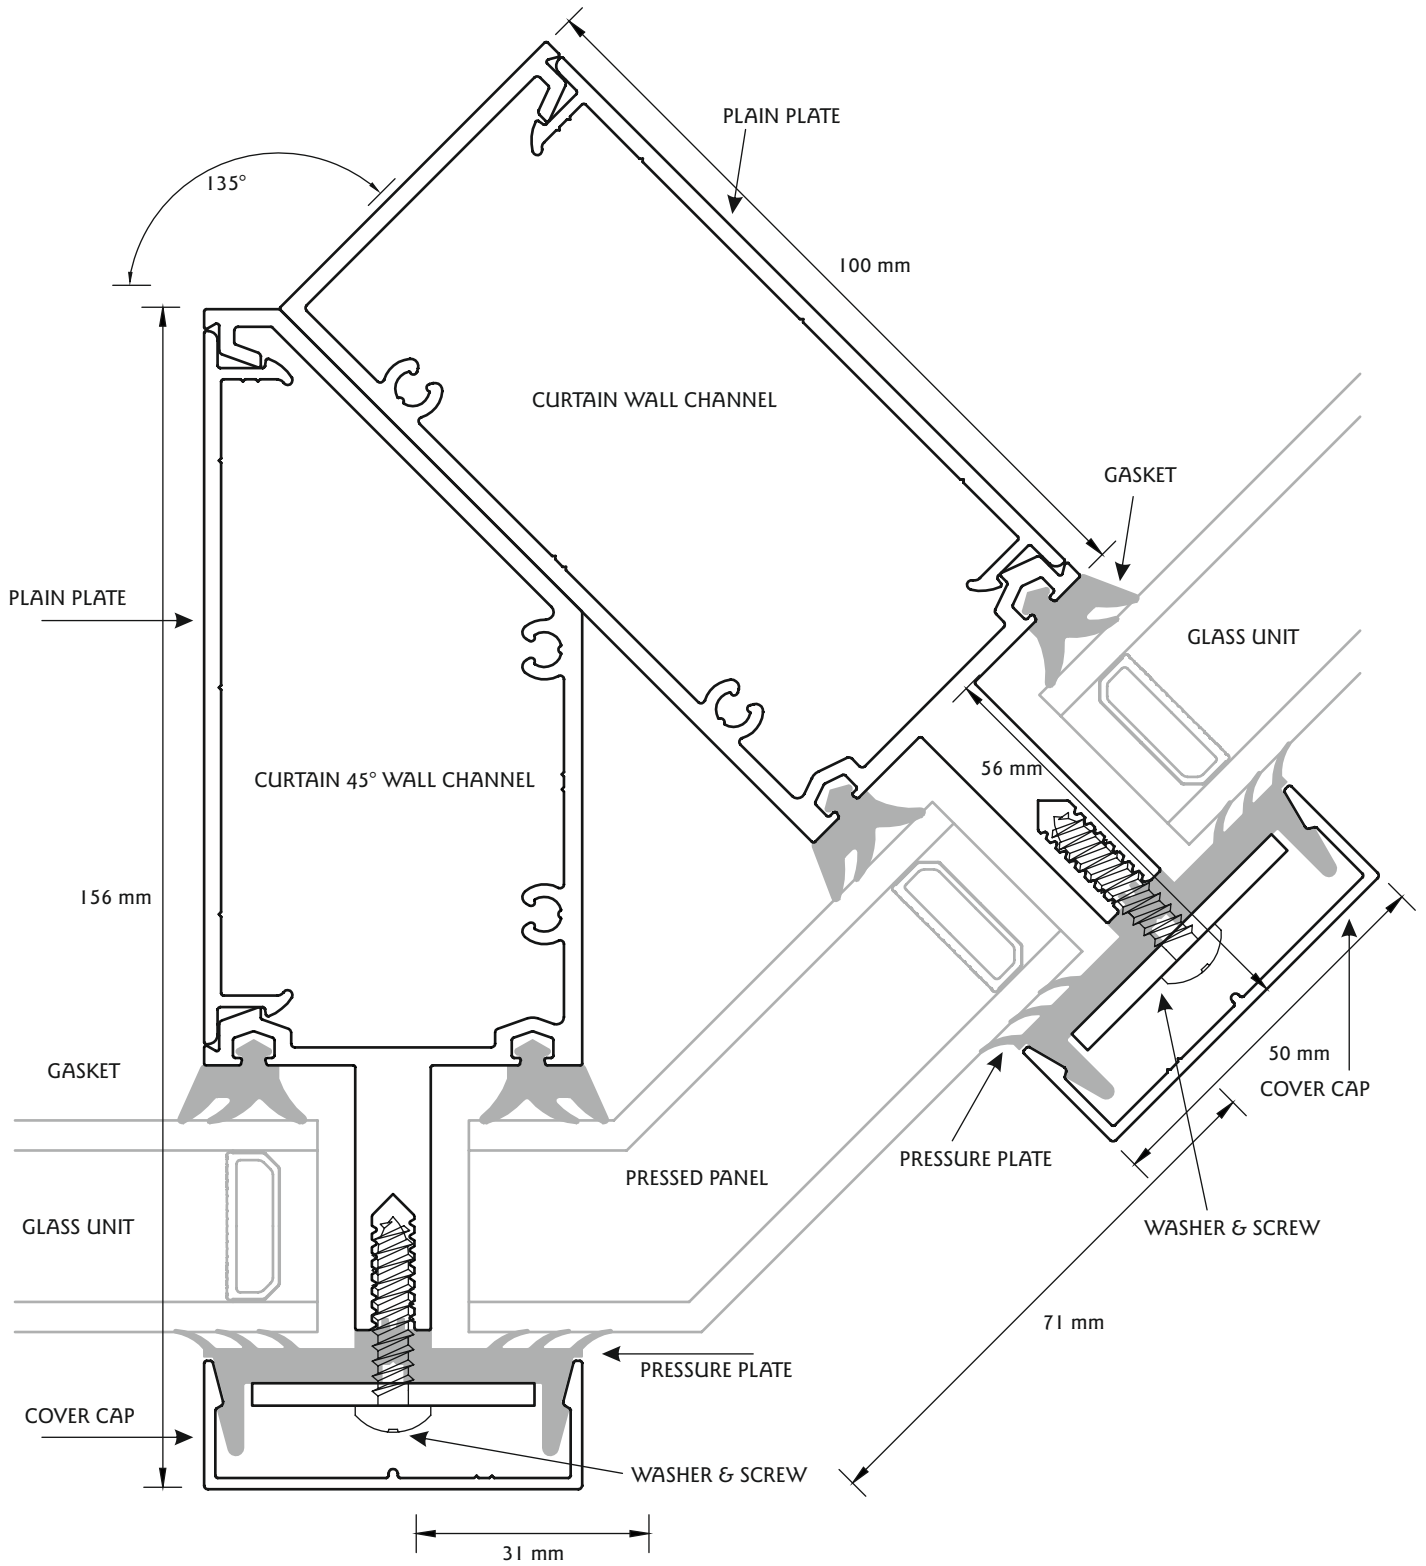 PLAIN PLATE
135°
100 mm
CURTAIN WALL CHANNEL
GASKET
PLAIN PLATE
GLASS UNIT
56 mm
CURTAIN 45° WALL CHANNEL
156 mm
50 mm
GASKET
COVER CAP
PRESSURE PLATE
PRESSED PANEL
GLASS UNIT
WASHER & SCREW
71 mm
PRESSURE PLATE
COVER CAP
WASHER & SCREW
31 mm